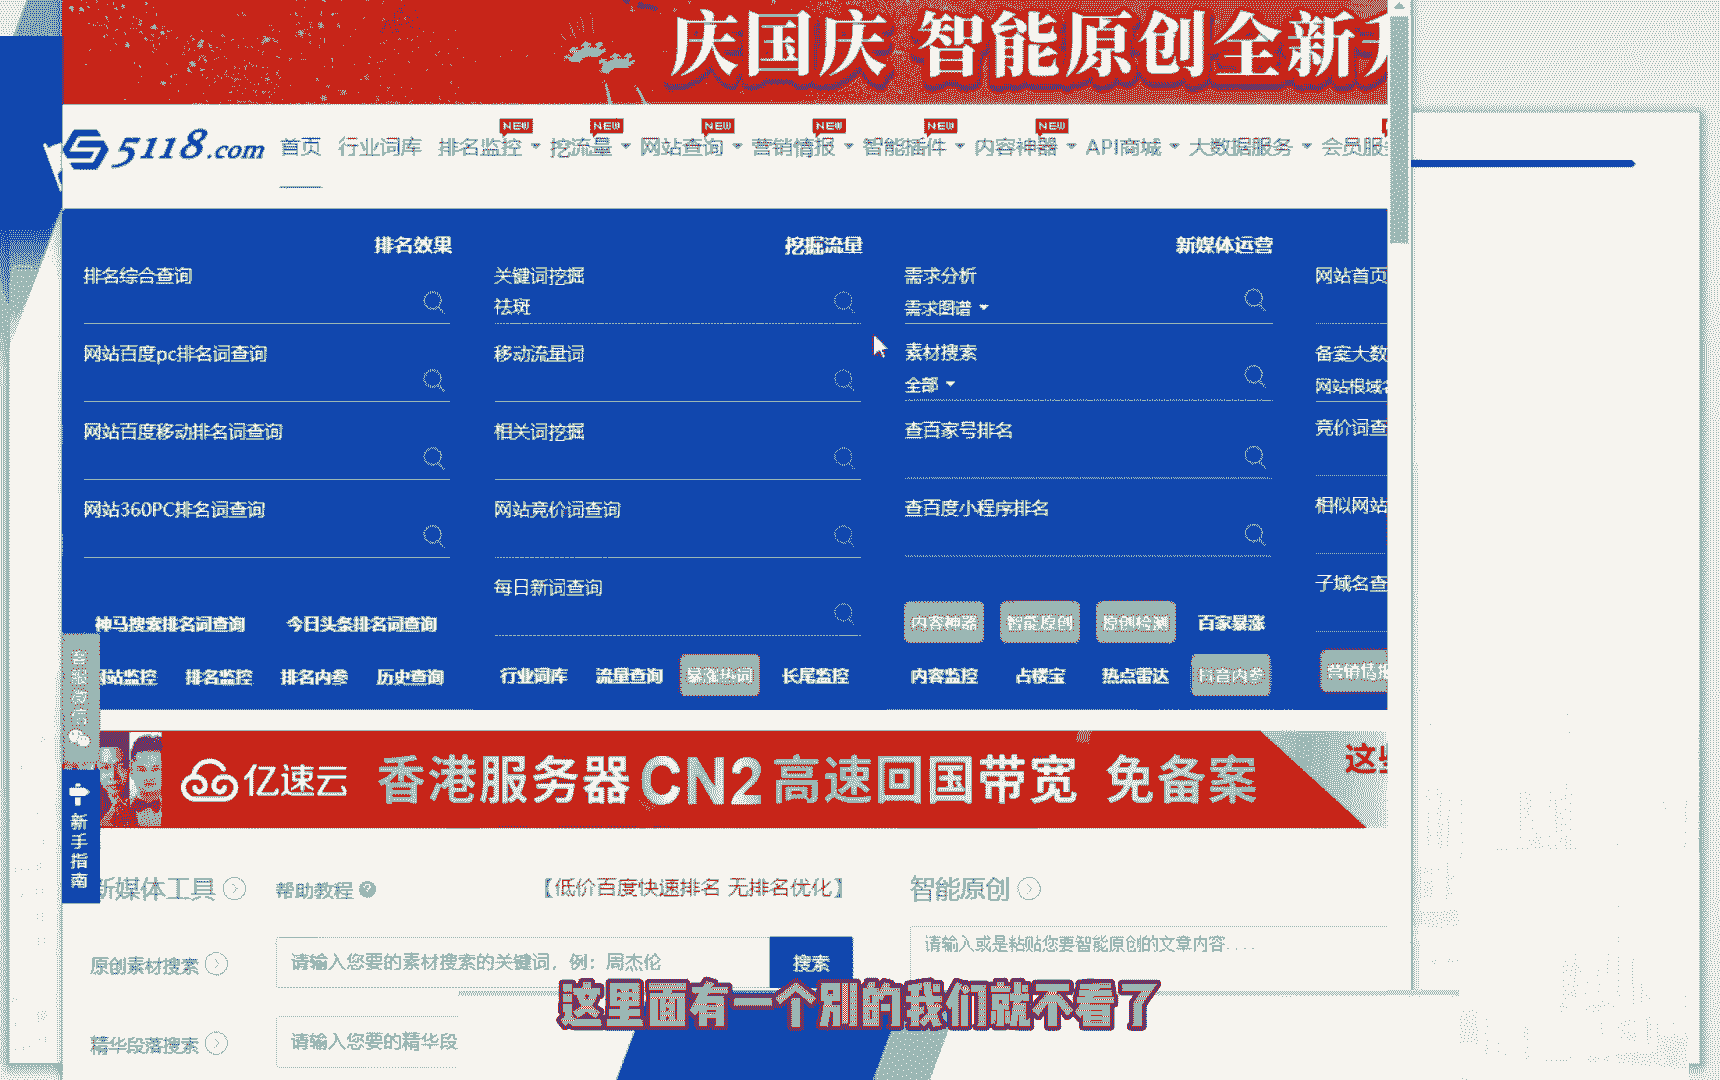 庆国庆 智能原创全新升
5118.com 首页 行业词库 排名监控 挖流量 网站查询 营销情报 智能插件 内容神器 API商城 大数据服务 会员服务
NEW NEW NEW NEW NEW NEW
排名效果 挖掘流量 新媒体运营
排名综合查询 关键词挖掘 需求分析 网站首页
祛斑 需求图谱
网站百度pc排名词查询 移动流量词 素材搜索 备案大数
全部 网站根域名
网站百度移动排名词查询 相关词挖掘 查百家号排名 竞价词查
网站360PC排名词查询 网站竞价词查询 查百度小程序排名 相似网站
每日新词查询 子域名查
神马搜索排名词查询 今日头条排名词查询 内容神器 智能原创 原创检测 百家暴涨
网站监控 排名监控 排名内参 历史查询 行业词库 流量查询 暴涨热词 长尾监控 内容监控 占楼宝 热点雷达 抖音内参 营销情报
客服微信
新手指南
亿速云 香港服务器CN2高速回国带宽 免备案 这些
新媒体工具 帮助教程 【低价百度快速排名 无排名优化】 智能原创
请输入或是粘贴您要智能原创的文章内容....
原创素材搜索 请输入您要的素材搜索的关键词，例：周杰伦 搜索
这里面有一个别的我们就不看了
精华段落搜索 请输入您要的精华段